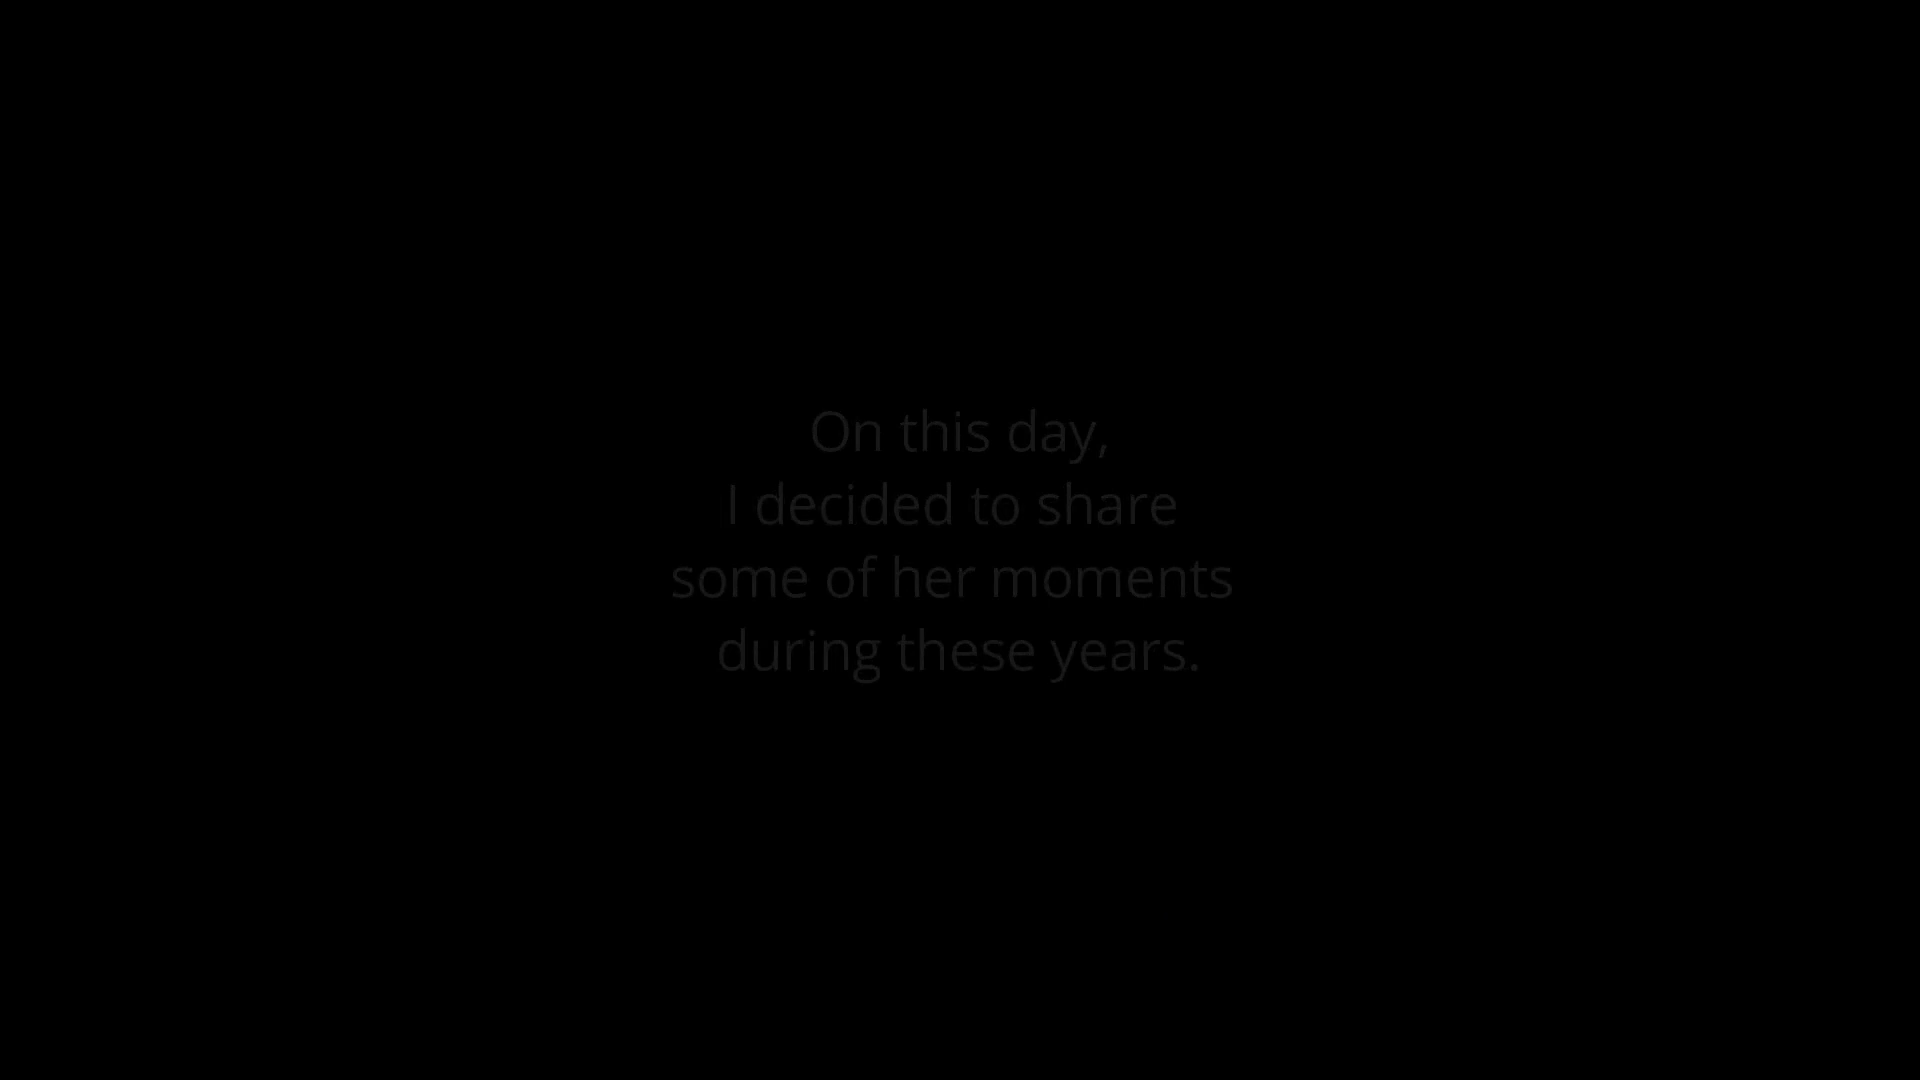 On this day,
I decided to share
some of her moments
during these years.